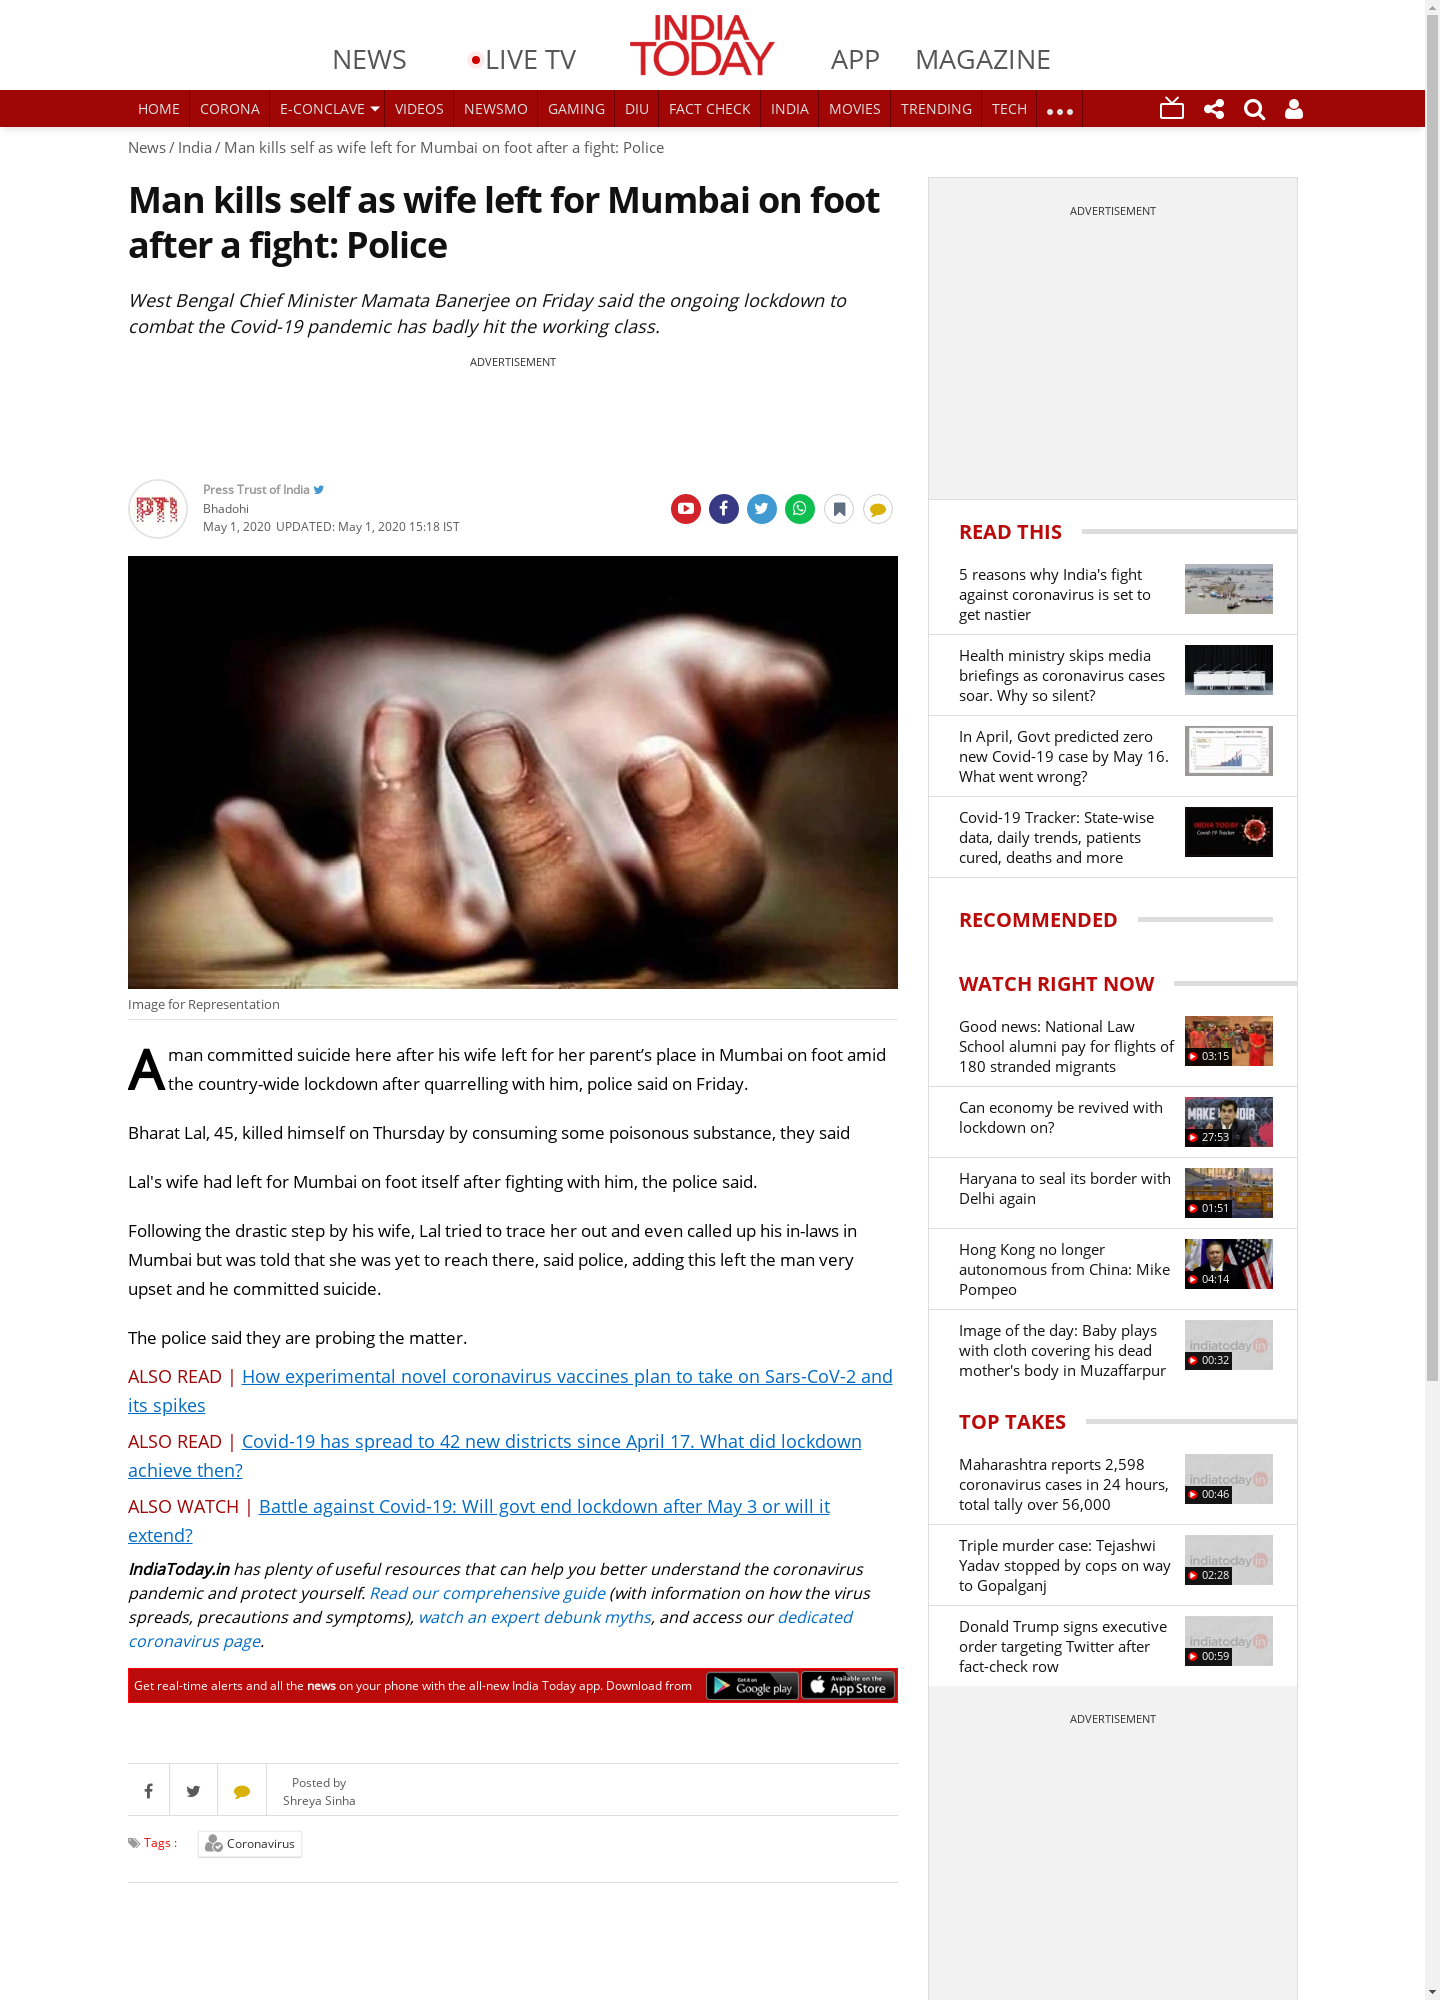 NEWS
LIVE TV
INDIA
TODAY
APP
MAGAZINE
HOME CORONA E-CONCLAVE VIDEOS NEWSMO GAMING DIU FACT CHECK INDIA MOVIES TRENDING TECH
News / India / Man kills self as wife left for Mumbai on foot after a fight: Police
Man kills self as wife left for Mumbai on foot
after a fight: Police
West Bengal Chief Minister Mamata Banerjee on Friday said the ongoing lockdown to
combat the Covid-19 pandemic has badly hit the working class.
ADVERTISEMENT
PTI
Press Trust of India
Bhadohi
May 1, 2020 UPDATED: May 1, 2020 15:18 IST
Image for Representation
A man committed suicide here after his wife left for her parent’s place in Mumbai on foot amid
the country-wide lockdown after quarrelling with him, police said on Friday.
Bharat Lal, 45, killed himself on Thursday by consuming some poisonous substance, they said
Lal's wife had left for Mumbai on foot itself after fighting with him, the police said.
Following the drastic step by his wife, Lal tried to trace her out and even called up his in-laws in
Mumbai but was told that she was yet to reach there, said police, adding this left the man very
upset and he committed suicide.
The police said they are probing the matter.
ALSO READ | How experimental novel coronavirus vaccines plan to take on Sars-CoV-2 and
its spikes
ALSO READ | Covid-19 has spread to 42 new districts since April 17. What did lockdown
achieve then?
ALSO WATCH | Battle against Covid-19: Will govt end lockdown after May 3 or will it
extend?
IndiaToday.in has plenty of useful resources that can help you better understand the coronavirus
pandemic and protect yourself. Read our comprehensive guide (with information on how the virus
spreads, precautions and symptoms), watch an expert debunk myths, and access our dedicated
coronavirus page.
Get real-time alerts and all the news on your phone with the all-new India Today app. Download from
Get it on
Google play
Available on the
App Store
Posted by
Shreya Sinha
Tags :
Coronavirus
ADVERTISEMENT
READ THIS
5 reasons why India's fight
against coronavirus is set to
get nastier
Health ministry skips media
briefings as coronavirus cases
soar. Why so silent?
In April, Govt predicted zero
new Covid-19 case by May 16.
What went wrong?
Covid-19 Tracker: State-wise
data, daily trends, patients
cured, deaths and more
INDIA TODAY
Covid-19 Tracker
RECOMMENDED
WATCH RIGHT NOW
Good news: National Law
School alumni pay for flights of
180 stranded migrants
03:15
Can economy be revived with
lockdown on?
27:53
Haryana to seal its border with
Delhi again
01:51
Hong Kong no longer
autonomous from China: Mike
Pompeo
04:14
Image of the day: Baby plays
with cloth covering his dead
mother's body in Muzaffarpur
indiatoday in
00:32
TOP TAKES
Maharashtra reports 2,598
coronavirus cases in 24 hours,
total tally over 56,000
indiatoday in
00:46
Triple murder case: Tejashwi
Yadav stopped by cops on way
to Gopalganj
indiatoday in
02:28
Donald Trump signs executive
order targeting Twitter after
fact-check row
indiatoday in
00:59
ADVERTISEMENT